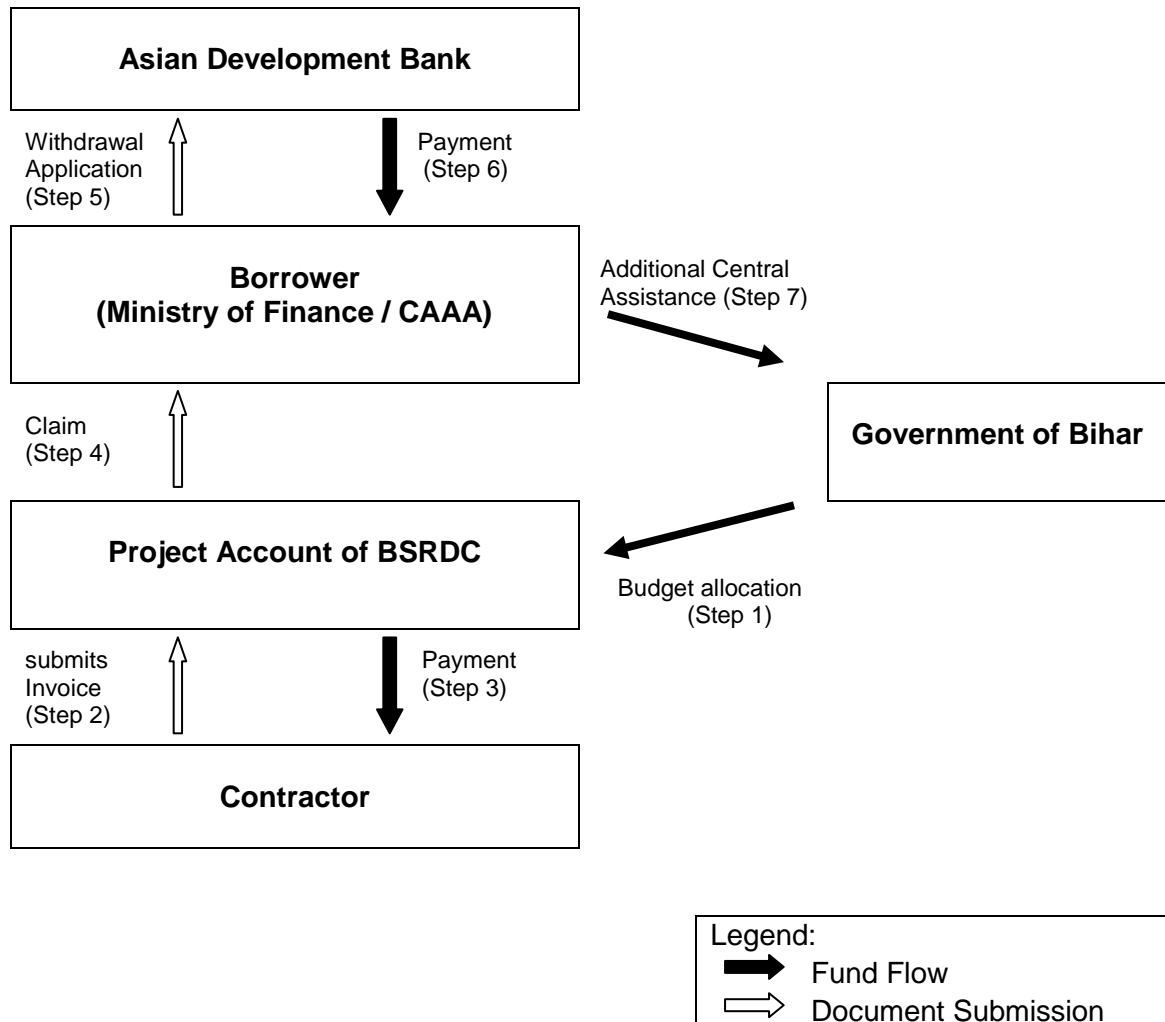 Asian Development Bank
Withdrawal
Application
(Step 5)
Payment
(Step 6)
Borrower
(Ministry of Finance / CAAA)
Additional Central
Assistance (Step 7)
Claim
(Step 4)
Government of Bihar
Project Account of BSRDC
Budget allocation
(Step 1)
submits
Invoice
(Step 2)
Payment
(Step 3)
Contractor
Legend:
Fund Flow
Document Submission